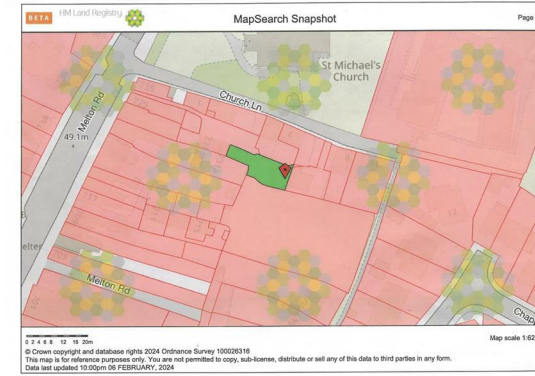 BETA HM Land Registry MapSearch Snapshot Page
St Michael's
Church
Church Ln
Melton Rd
49.1m
12
Melton Rd
Chap
0 2 4 6 8 12 16 20m
Map scale 1:62
© Crown copyright and database rights 2024 Ordnance Survey 100026316
This map is for reference purposes only. You are not permitted to copy, sub-license, distribute or sell any of this data to third parties in any form.
Data last updated 10:00pm 06 FEBRUARY, 2024